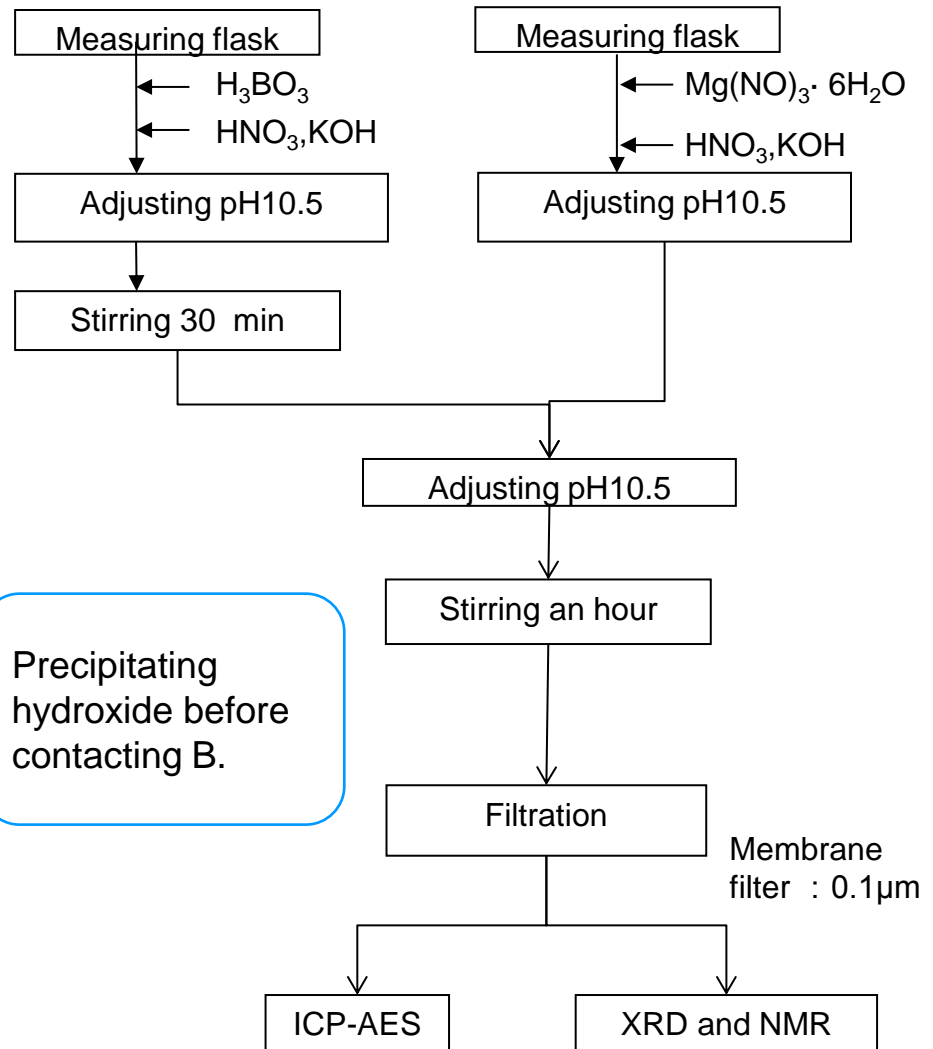 Measuring flask
H₃BO₃
HNO₃,KOH
Adjusting pH10.5
Stirring 30 min
Measuring flask
Mg(NO)₃· 6H₂O
HNO₃,KOH
Adjusting pH10.5
Adjusting pH10.5
Stirring an hour
Precipitating
hydroxide before
contacting B.
Filtration
Membrane
filter : 0.1µm
ICP-AES
XRD and NMR